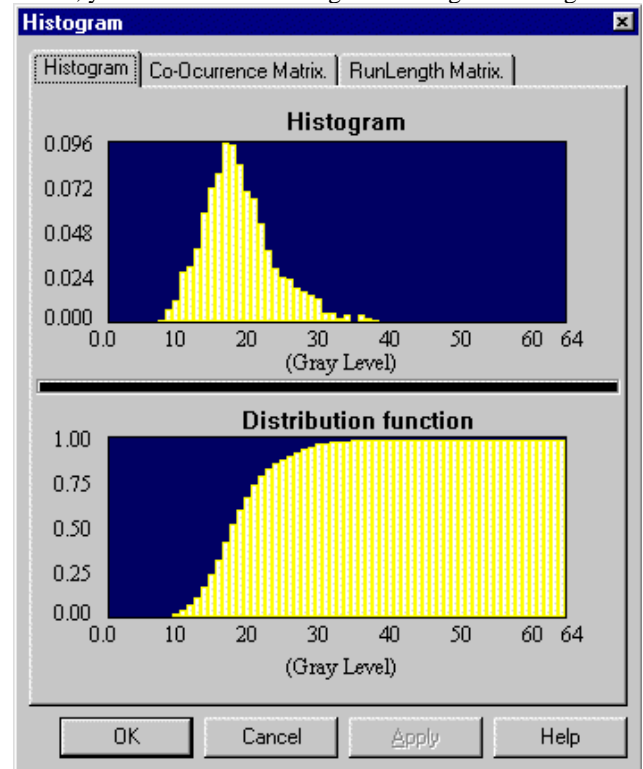 Histogram
Histogram Co-Ocurrence Matrix. RunLength Matrix.
Histogram
0.096
0.072
0.048
0.024
0.000
0.0 10 20 30 40 50 60 64
(Gray Level)
Distribution function
1.00
0.75
0.50
0.25
0.00
0.0 10 20 30 40 50 60 64
(Gray Level)
OK Cancel Apply Help